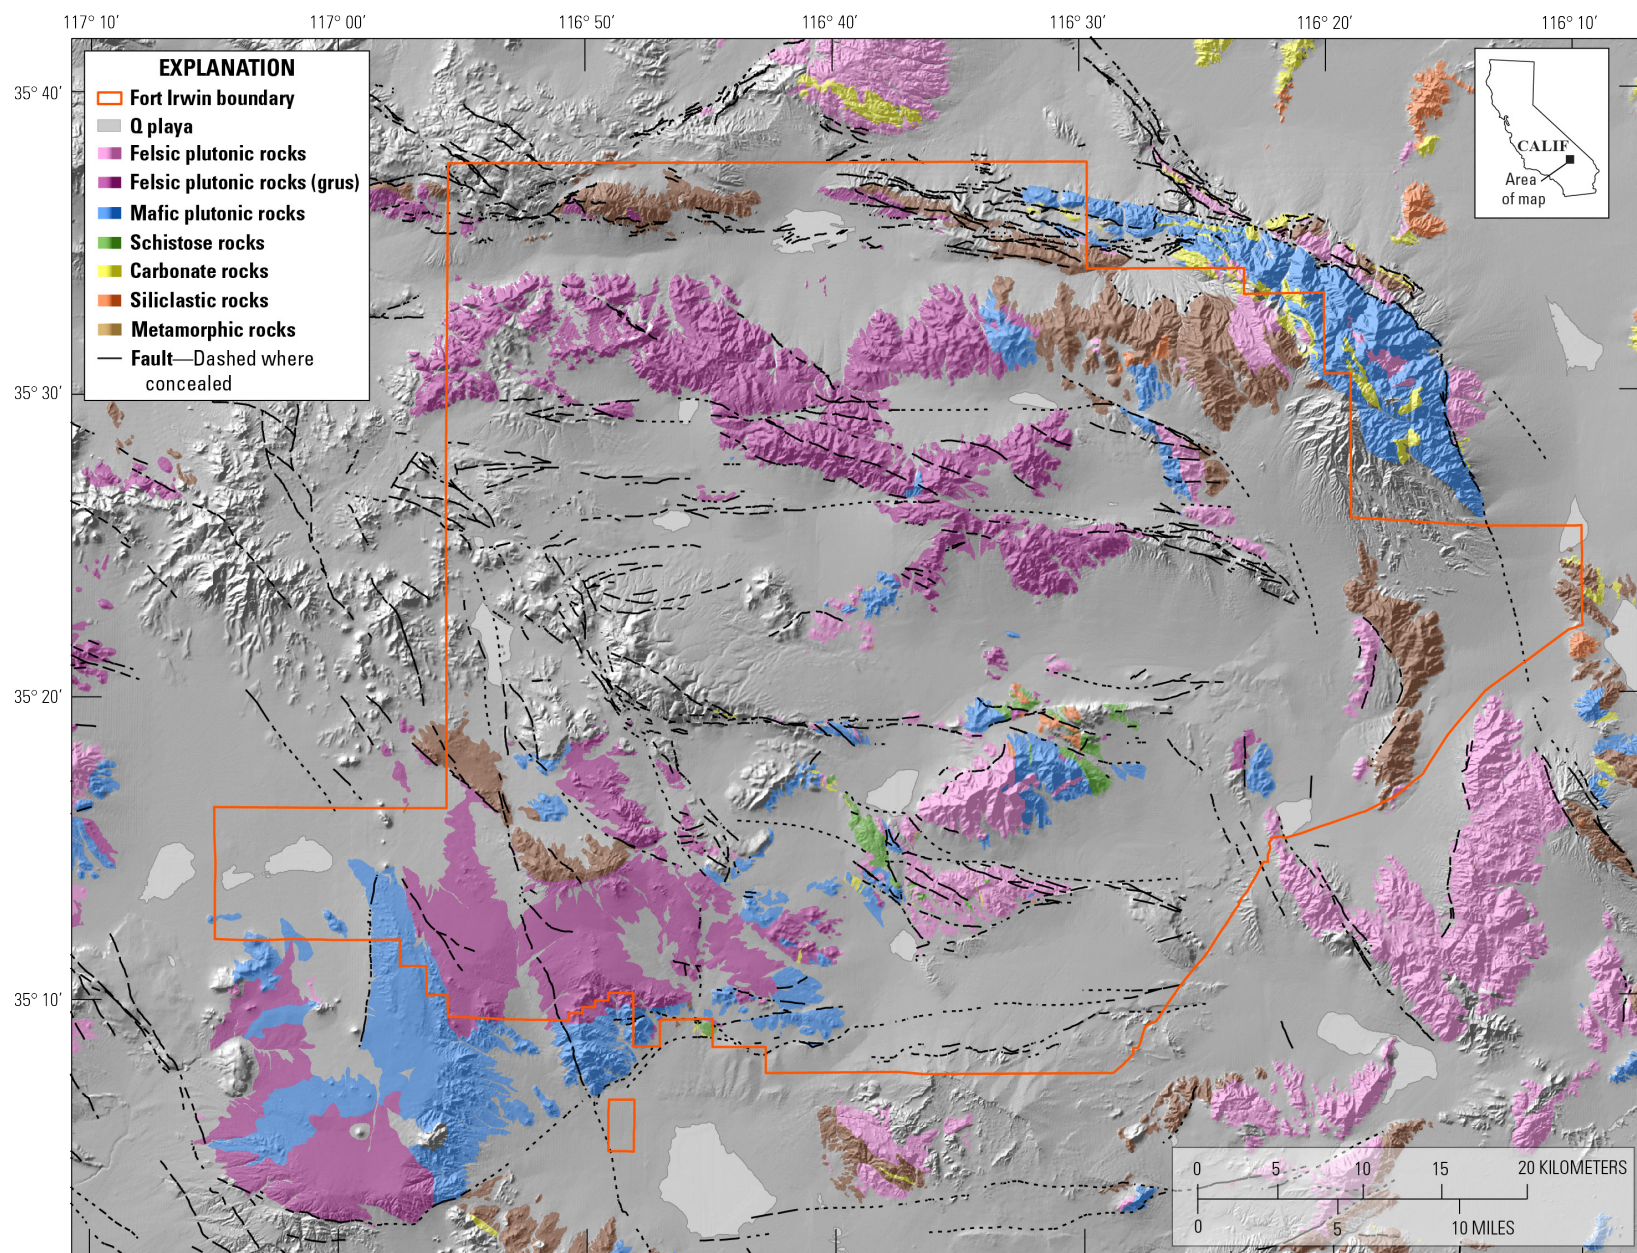 117° 10' 117° 00' 116° 50' 116° 40' 116° 30' 116° 20' 116° 10'
35° 40'
35° 30'
35° 20'
35° 10'
EXPLANATION
Fort Irwin boundary
Q playa
Felsic plutonic rocks
Felsic plutonic rocks (grus)
Mafic plutonic rocks
Schistose rocks
Carbonate rocks
Siliclastic rocks
Metamorphic rocks
Fault—Dashed where
concealed
CALIF
Area
of map
0 5 10 15 20 KILOMETERS
0 5 10 MILES